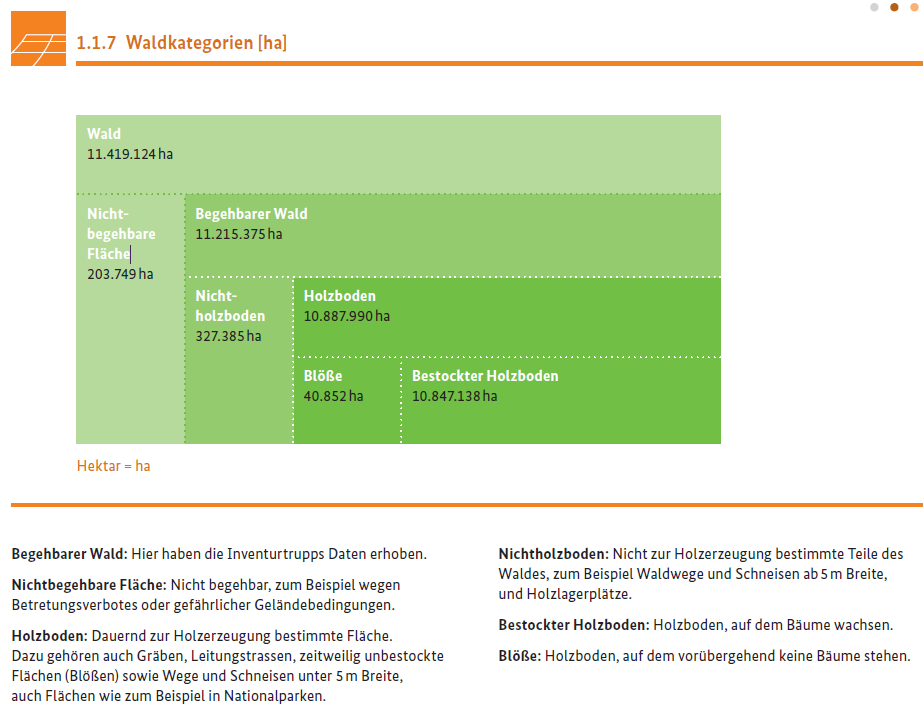 1.1.7 Waldkategorien [ha]
Wald
11.419.124 ha
Nicht-
begehbare
Fläche
203.749 ha
Begehbarer Wald
11.215.375 ha
Nicht-
holzboden
327.385 ha
Holzboden
10.887.990 ha
Blöße
40.852 ha
Bestockter Holzboden
10.847.138 ha
Hektar = ha
Begehbarer Wald: Hier haben die Inventurtrupps Daten erhoben.
Nichtbegehbare Fläche: Nicht begehbar, zum Beispiel wegen
Betretungsverbotes oder gefährlicher Geländebedingungen.
Holzboden: Dauernd zur Holzerzeugung bestimmte Fläche.
Dazu gehören auch Gräben, Leitungstrassen, zeitweilig unbestockte
Flächen (Blößen) sowie Wege und Schneisen unter 5 m Breite,
auch Flächen wie zum Beispiel in Nationalparken.
Nichtholzboden: Nicht zur Holzerzeugung bestimmte Teile des
Waldes, zum Beispiel Waldwege und Schneisen ab 5 m Breite,
und Holzlagerplätze.
Bestockter Holzboden: Holzboden, auf dem Bäume wachsen.
Blöße: Holzboden, auf dem vorübergehend keine Bäume stehen.